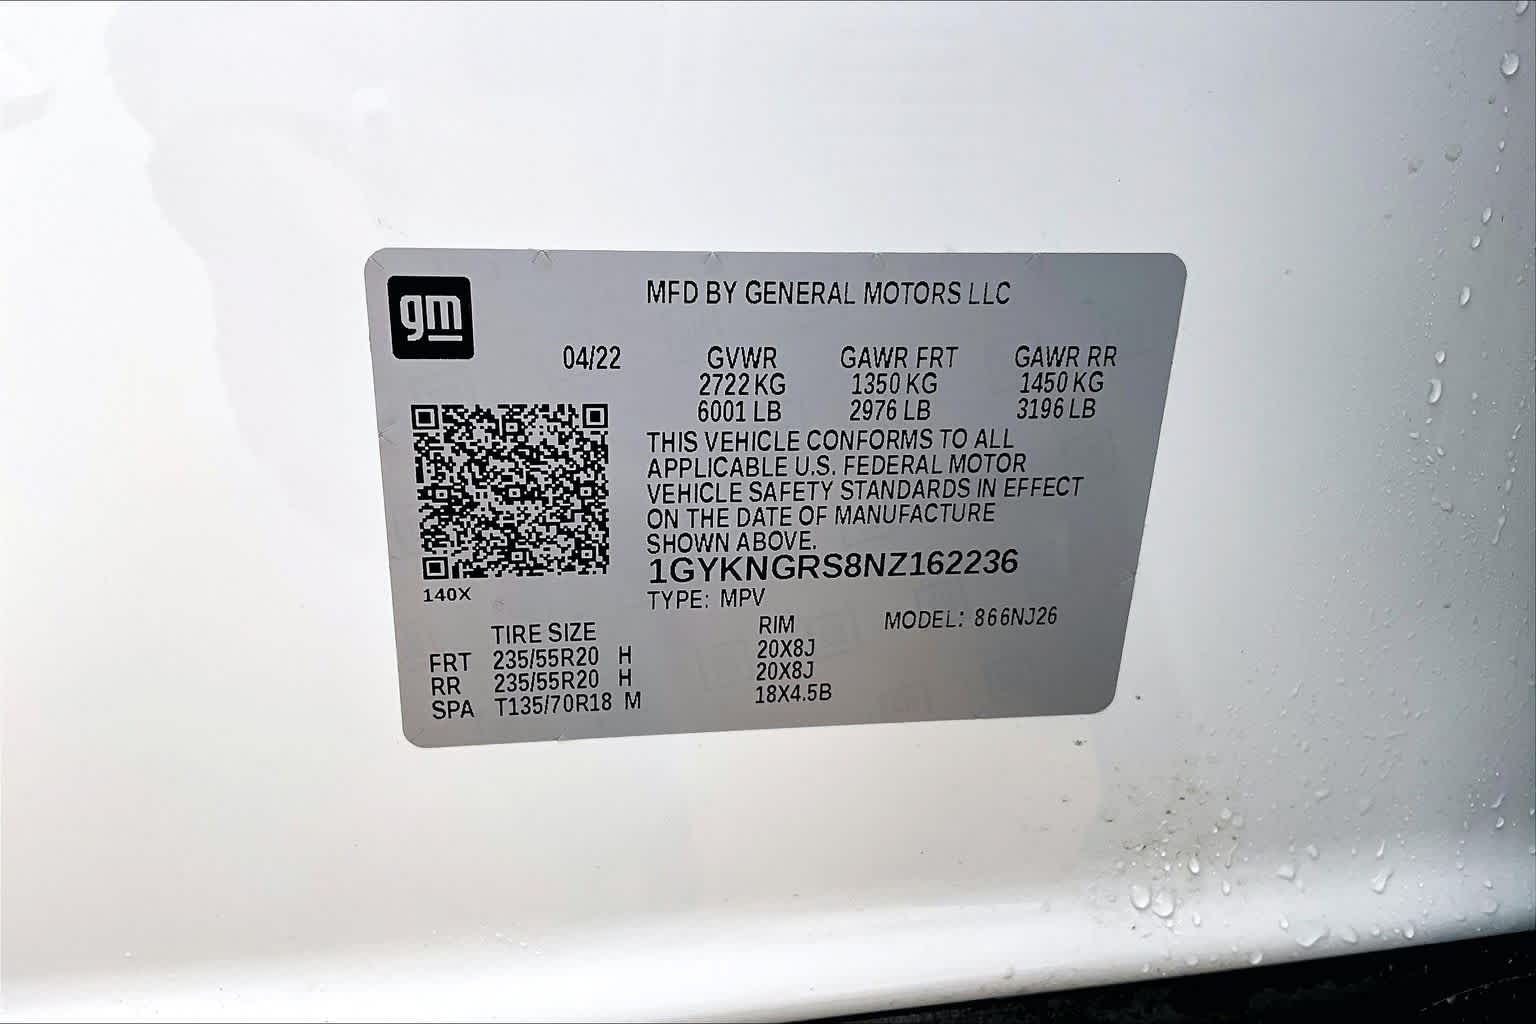 gm
MFD BY GENERAL MOTORS LLC
04/22 GVWR GAWR FRT GAWR RR
2722 KG 1350 KG 1450 KG
6001 LB 2976 LB 3196 LB
THIS VEHICLE CONFORMS TO ALL
APPLICABLE U.S. FEDERAL MOTOR
VEHICLE SAFETY STANDARDS IN EFFECT
ON THE DATE OF MANUFACTURE
SHOWN ABOVE.
1GYKNGRS8NZ162236
140X
TYPE: MPV
TIRE SIZE RIM MODEL: 866NJ26
FRT 235/55R20 H 20X8J
RR 235/55R20 H 20X8J
SPA T135/70R18 M 18X4.5B